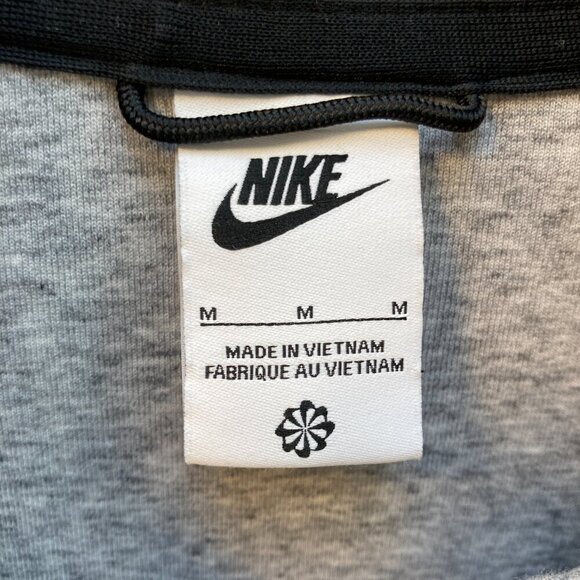 NIKE
M M M
MADE IN VIETNAM
FABRIQUE AU VIETNAM